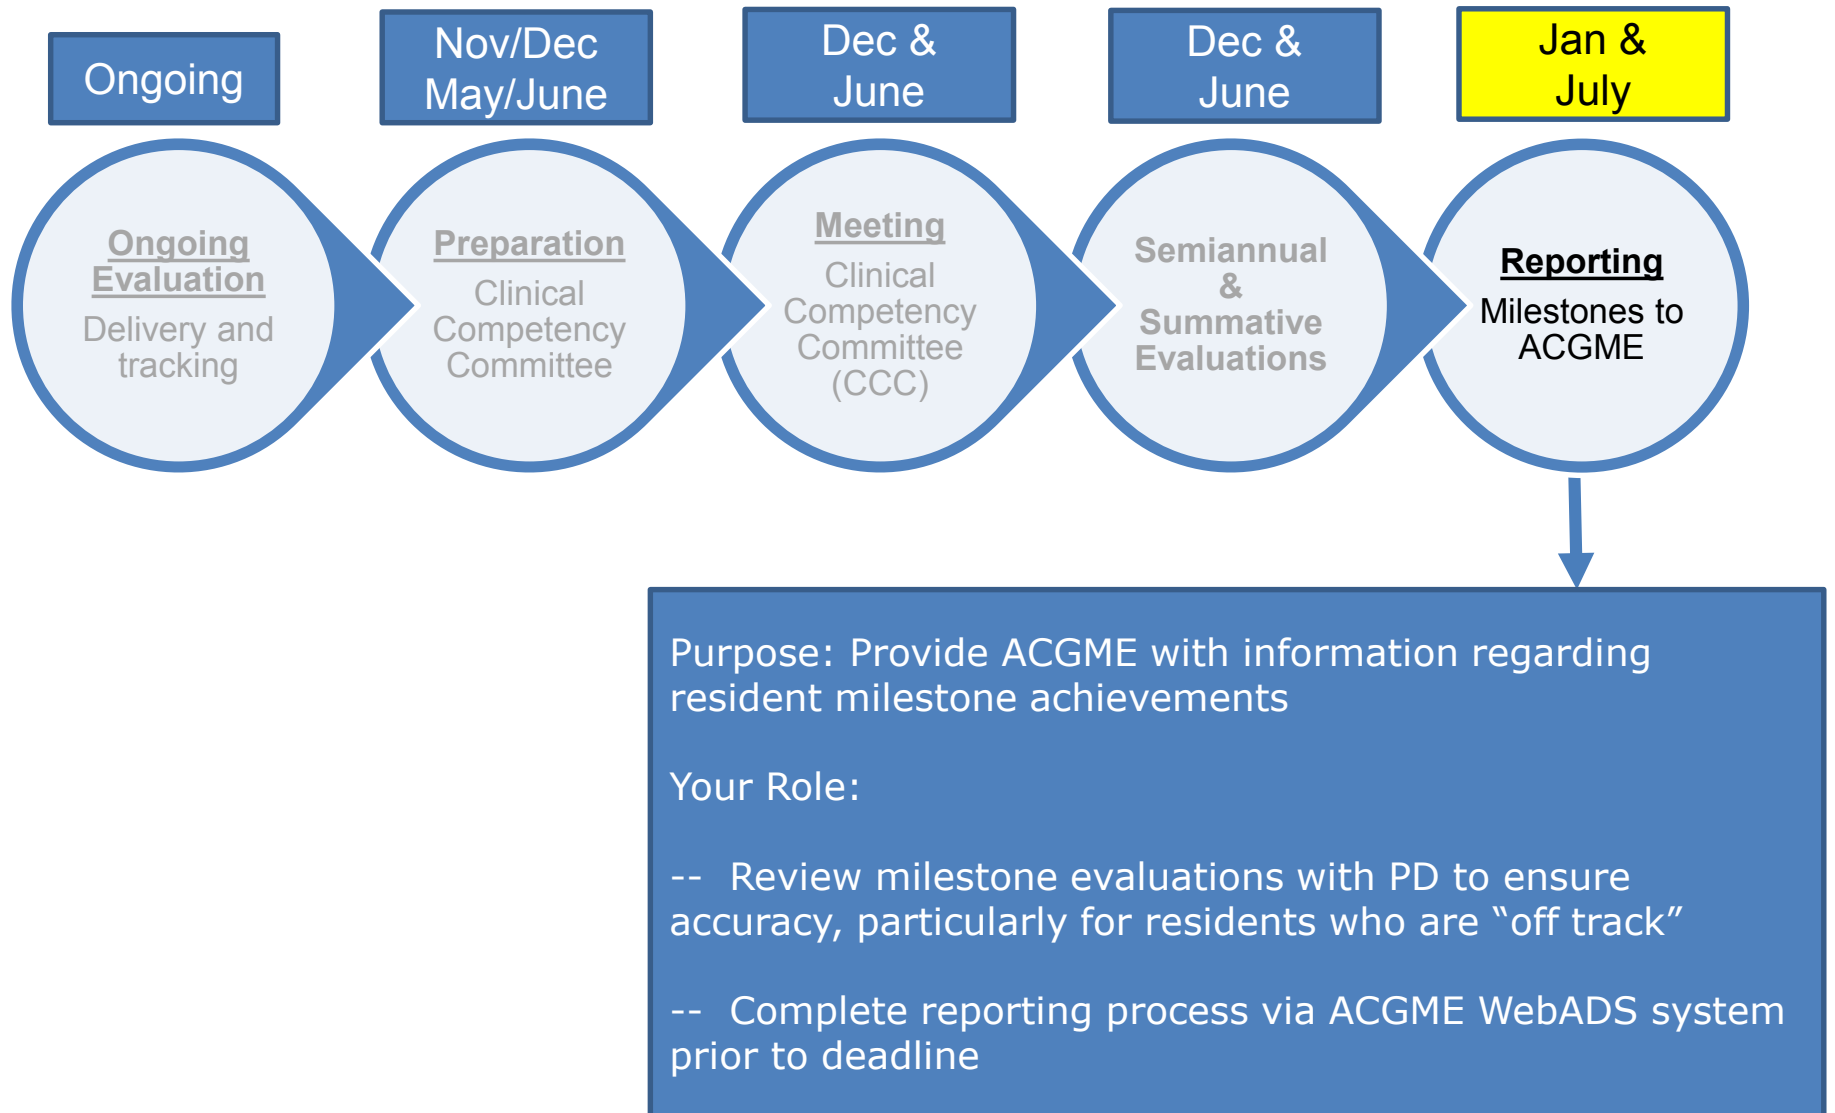 Ongoing
Nov/Dec
May/June
Dec &
June
Dec &
June
Jan &
July
Ongoing
Evaluation
Delivery and
tracking
Preparation
Clinical
Competency
Committee
Meeting
Clinical
Competency
Committee
(CCC)
Semiannual
&
Summative
Evaluations
Reporting
Milestones to
ACGME
Purpose: Provide ACGME with information regarding
resident milestone achievements
Your Role:
-- Review milestone evaluations with PD to ensure
accuracy, particularly for residents who are “off track”
-- Complete reporting process via ACGME WebADS system
prior to deadline